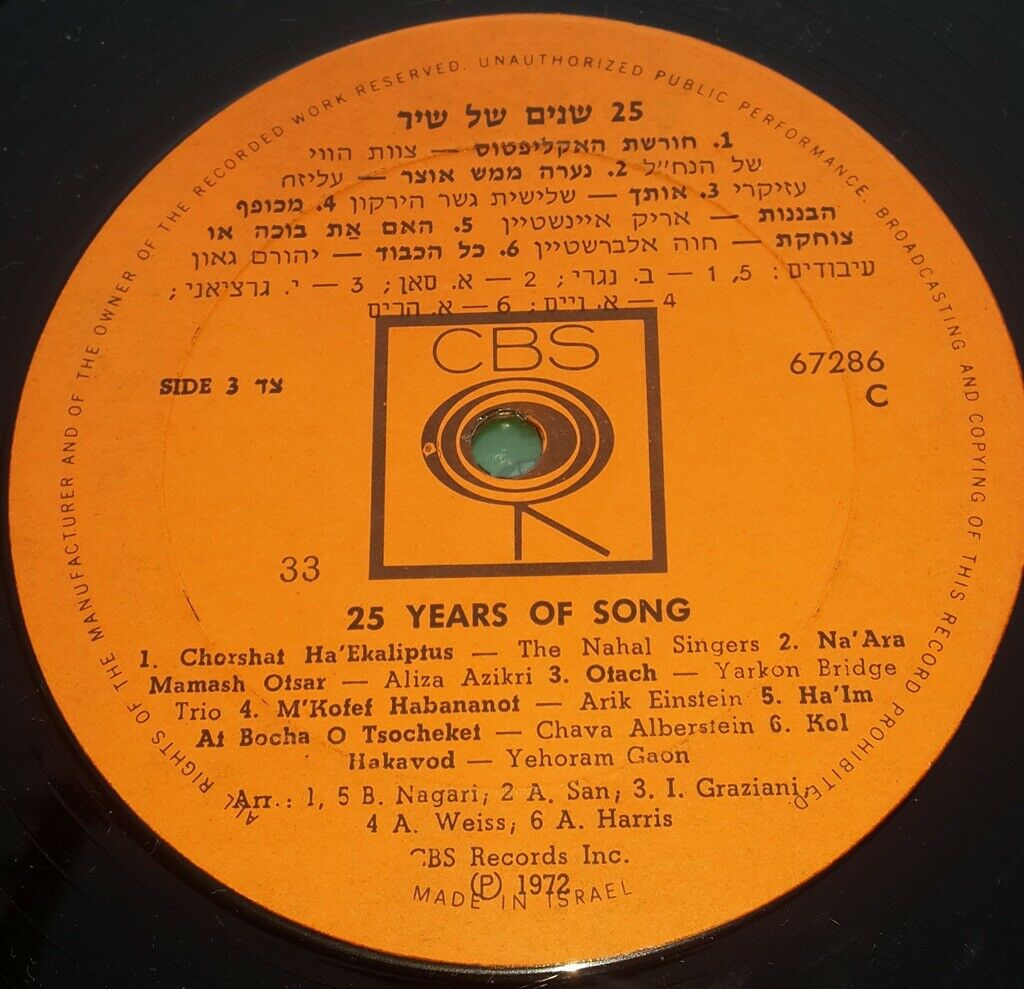 ALL RIGHTS OF THE MANUFACTURER AND OF THE OWNER OF THE RECORDED WORK RESERVED. UNAUTHORIZED PUBLIC PERFORMANCE, BROADCASTING AND COPYING OF THIS RECORD PROHIBITED
25 שנים של שיר
1. חורשת האקליפטוס — צוות הווי
של הנח״ל 2. נערה ממש אוצר — עליזה
עזיקרי 3. אותך — שלישית גשר הירקון 4. מכופף
הבננות — אריק איינשטיין 5. האם אַת בוכה או
צוחקת — חוה אלברשטיין 6. כל הכבוד — יהורם גאון
עיבודים: 5, 1 — ב. נגרי; 2 — א. סאן; 3 — י. גרציאני;
4 — א. וייס; 6 — א. הריס
CBS
SIDE 3 צד
67286
C
33
25 YEARS OF SONG
1. Chorshat Ha'Ekaliptus — The Nahal Singers 2. Na'Ara
Mamash Otsar — Aliza Azikri 3. Otach — Yarkon Bridge
Trio 4. M'Kofef Habananot — Arik Einstein 5. Ha'Im
At Bocha O Tsocheket — Chava Alberstein 6. Kol
Hakavod — Yehoram Gaon
Arr.: 1, 5 B. Nagari; 2 A. San; 3. I. Graziani,
4 A. Weiss; 6 A. Harris
CBS Records Inc.
Ⓟ 1972
MADE IN ISRAEL